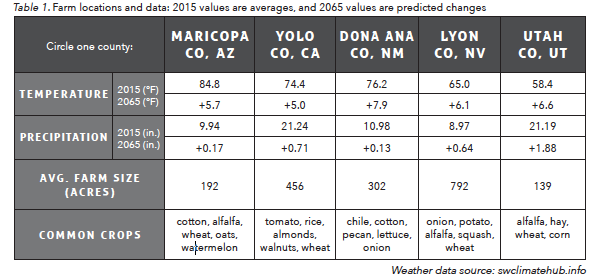 Table 1. Farm locations and data: 2015 values are averages, and 2065 values are predicted changes
Circle one county: MARICOPA CO, AZ YOLO CO, CA DONA ANA CO, NM LYON CO, NV UTAH CO, UT
TEMPERATURE 2015 (°F) 84.8 74.4 76.2 65.0 58.4
2065 (°F) +5.7 +5.0 +7.9 +6.1 +6.6
PRECIPITATION 2015 (in.) 9.94 21.24 10.98 8.97 21.19
2065 (in.) +0.17 +0.71 +0.13 +0.64 +1.88
AVG. FARM SIZE (ACRES) 192 456 302 792 139
COMMON CROPS
cotton, alfalfa,
wheat, oats,
watermelon
tomato, rice,
almonds,
walnuts, wheat
chile, cotton,
pecan, lettuce,
onion
onion, potato,
alfalfa, squash,
wheat
alfalfa, hay,
wheat, corn
Weather data source: swclimatehub.info